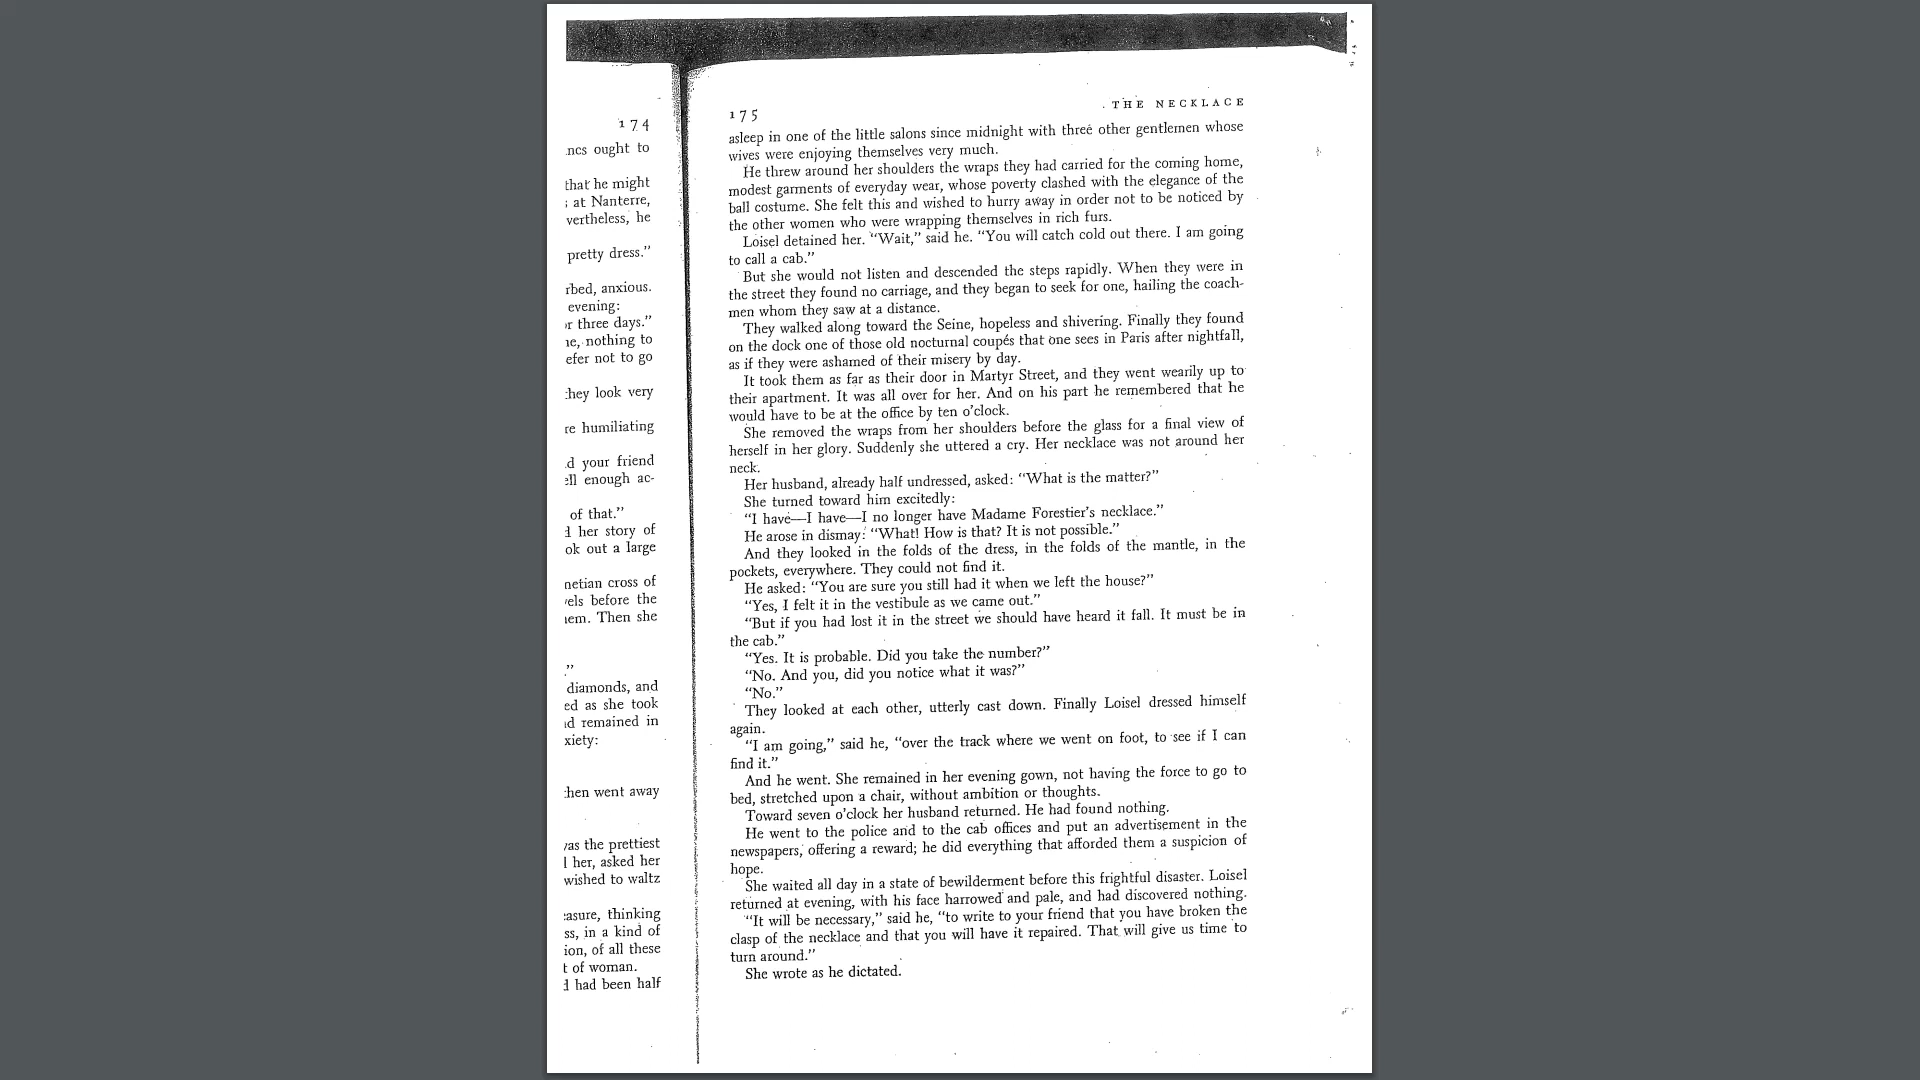 174
ncs ought to
that he might
; at Nanterre,
vertheless, he
pretty dress.”
rbed, anxious.
evening:
or three days.”
ne, nothing to
efer not to go
they look very
re humiliating
d your friend
ell enough ac-
of that.”
d her story of
ok out a large
netian cross of
vels before the
hem. Then she
.”
diamonds, and
ed as she took
nd remained in
xiety:
then went away
was the prettiest
l her, asked her
wished to waltz
easure, thinking
ss, in a kind of
ion, of all these
t of woman.
d had been half
175
THE NECKLACE
asleep in one of the little salons since midnight with three other gentlemen whose
wives were enjoying themselves very much.
He threw around her shoulders the wraps they had carried for the coming home,
modest garments of everyday wear, whose poverty clashed with the elegance of the
ball costume. She felt this and wished to hurry away in order not to be noticed by
the other women who were wrapping themselves in rich furs.
Loisel detained her. “Wait,” said he. “You will catch cold out there. I am going
to call a cab.”
But she would not listen and descended the steps rapidly. When they were in
the street they found no carriage, and they began to seek for one, hailing the coach-
men whom they saw at a distance.
They walked along toward the Seine, hopeless and shivering. Finally they found
on the dock one of those old nocturnal coupés that one sees in Paris after nightfall,
as if they were ashamed of their misery by day.
It took them as far as their door in Martyr Street, and they went wearily up to
their apartment. It was all over for her. And on his part he remembered that he
would have to be at the office by ten o’clock.
She removed the wraps from her shoulders before the glass for a final view of
herself in her glory. Suddenly she uttered a cry. Her necklace was not around her
neck.
Her husband, already half undressed, asked: “What is the matter?”
She turned toward him excitedly:
“I have—I have—I no longer have Madame Forestier’s necklace.”
He arose in dismay: “What! How is that? It is not possible.”
And they looked in the folds of the dress, in the folds of the mantle, in the
pockets, everywhere. They could not find it.
He asked: “You are sure you still had it when we left the house?”
“Yes, I felt it in the vestibule as we came out.”
“But if you had lost it in the street we should have heard it fall. It must be in
the cab.”
“Yes. It is probable. Did you take the number?”
“No. And you, did you notice what it was?”
“No.”
They looked at each other, utterly cast down. Finally Loisel dressed himself
again.
“I am going,” said he, “over the track where we went on foot, to see if I can
find it.”
And he went. She remained in her evening gown, not having the force to go to
bed, stretched upon a chair, without ambition or thoughts.
Toward seven o’clock her husband returned. He had found nothing.
He went to the police and to the cab offices and put an advertisement in the
newspapers, offering a reward; he did everything that afforded them a suspicion of
hope.
She waited all day in a state of bewilderment before this frightful disaster. Loisel
returned at evening, with his face harrowed and pale, and had discovered nothing.
“It will be necessary,” said he, “to write to your friend that you have broken the
clasp of the necklace and that you will have it repaired. That will give us time to
turn around.”
She wrote as he dictated.